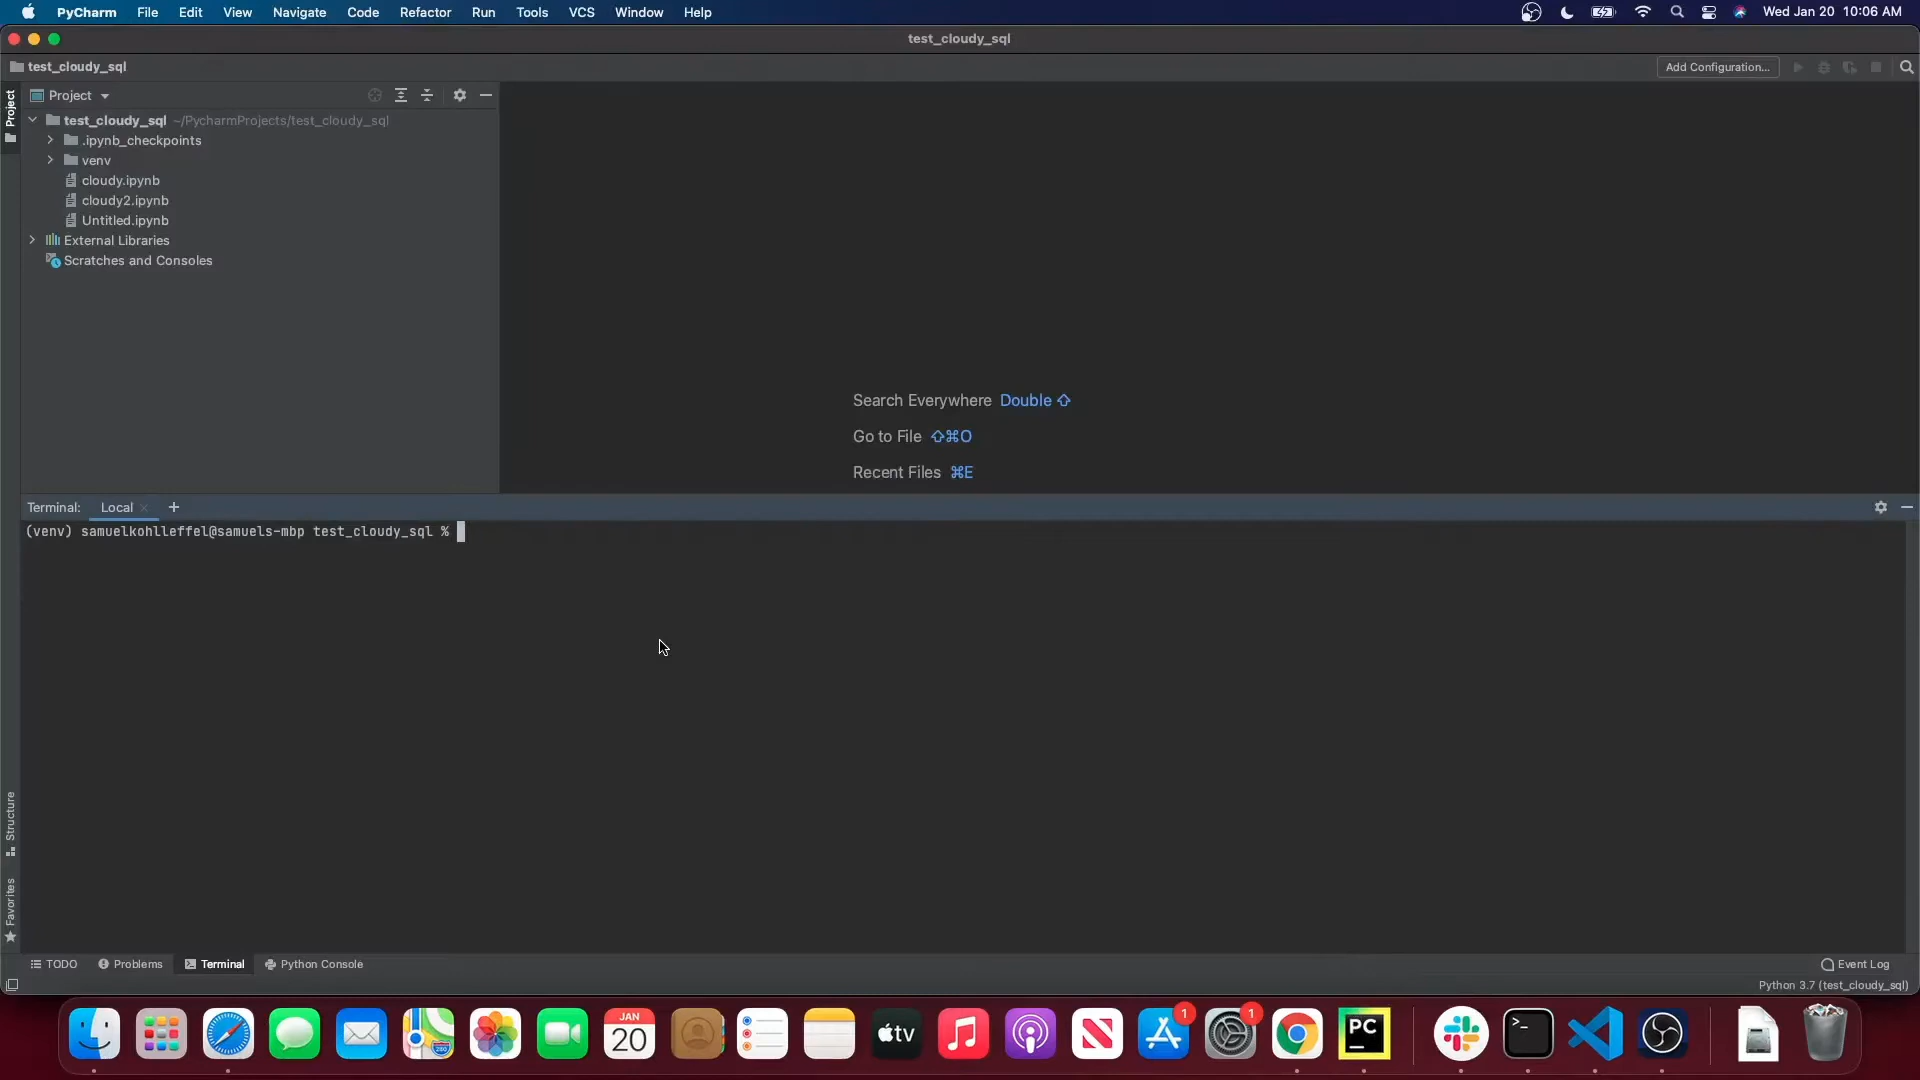 PyCharm File Edit View Navigate Code Refactor Run Tools VCS Window Help Wed Jan 20 10:06 AM
test_cloudy_sql
test_cloudy_sql Add Configuration...
Project
Project
test_cloudy_sql ~/PycharmProjects/test_cloudy_sql
.ipynb_checkpoints
venv
cloudy.ipynb
cloudy2.ipynb
Untitled.ipynb
External Libraries
Scratches and Consoles
Search Everywhere Double ⇧
Go to File ⇧⌘O
Recent Files ⌘E
Terminal: Local × +
(venv) samuelkohlleffel@samuels-mbp test_cloudy_sql %
Structure
Favorites
TODO Problems Terminal Python Console Event Log
Python 3.7 (test_cloudy_sql)
JAN
20
280
tv
1
1
PC
>_